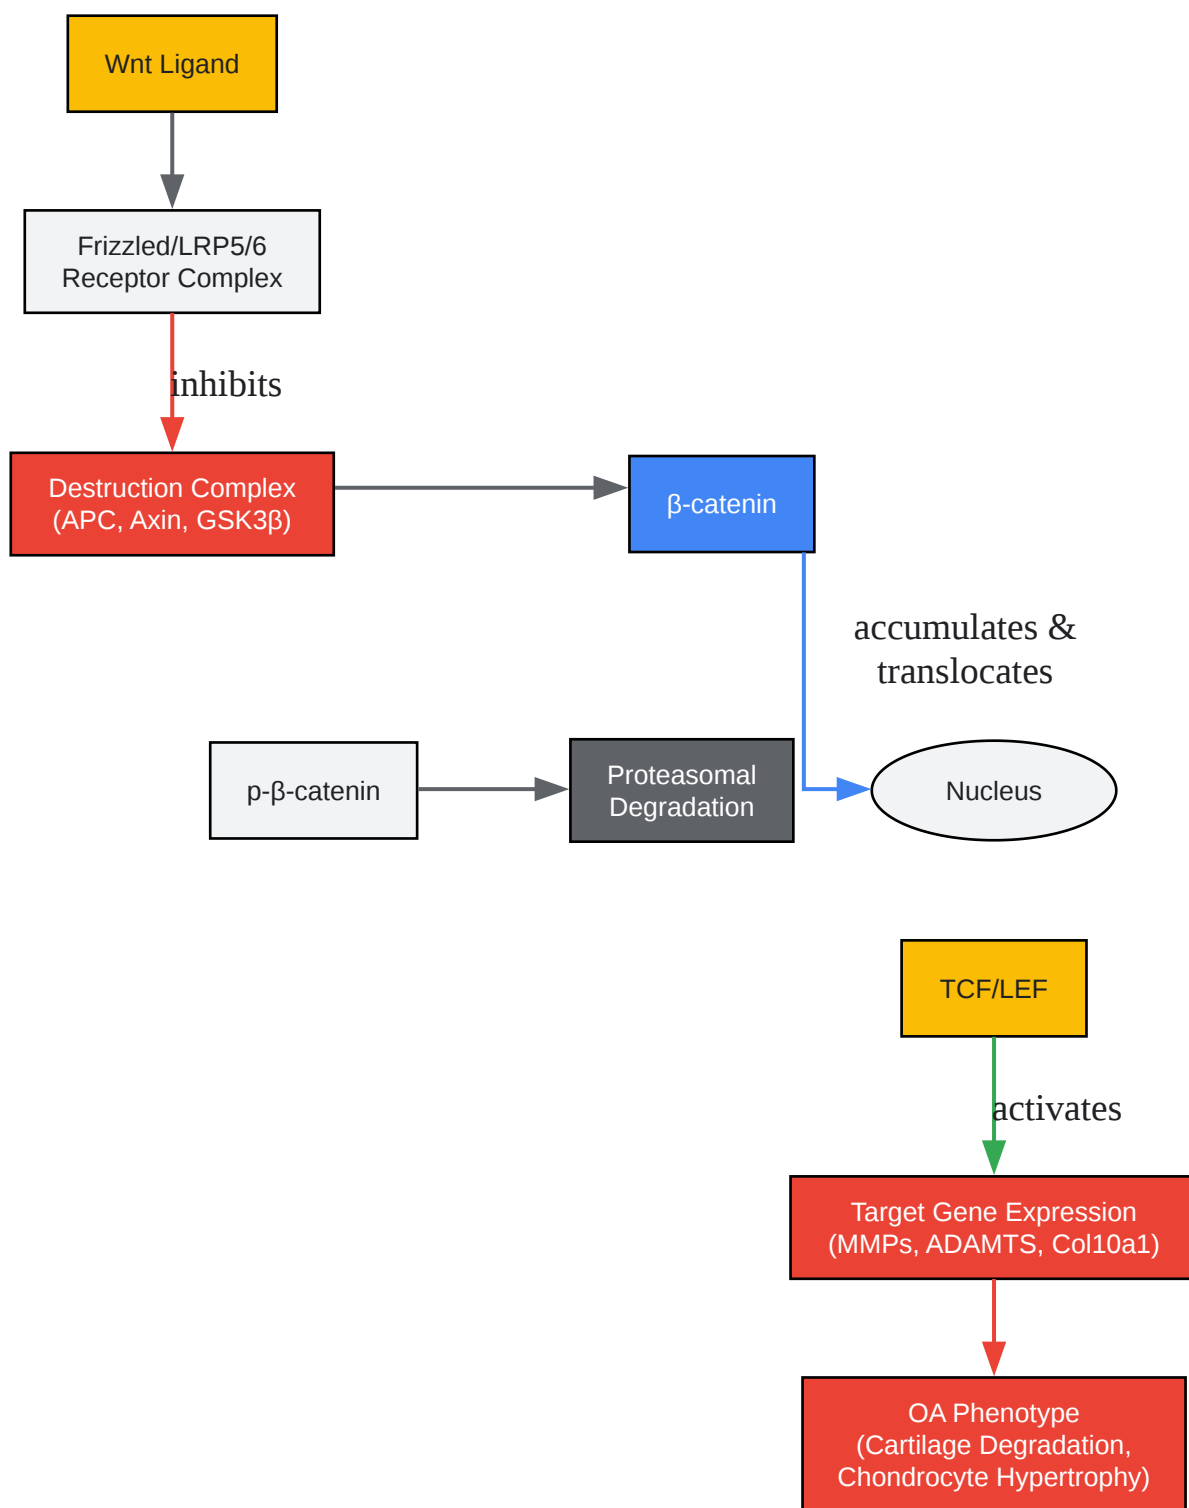 Wnt Ligand
Frizzled/LRP5/6
Receptor Complex
inhibits
Destruction Complex
(APC, Axin, GSK3β)
β-catenin
accumulates &
translocates
p-β-catenin
Proteasomal
Degradation
Nucleus
TCF/LEF
activates
Target Gene Expression
(MMPs, ADAMTS, Col10a1)
OA Phenotype
(Cartilage Degradation,
Chondrocyte Hypertrophy)